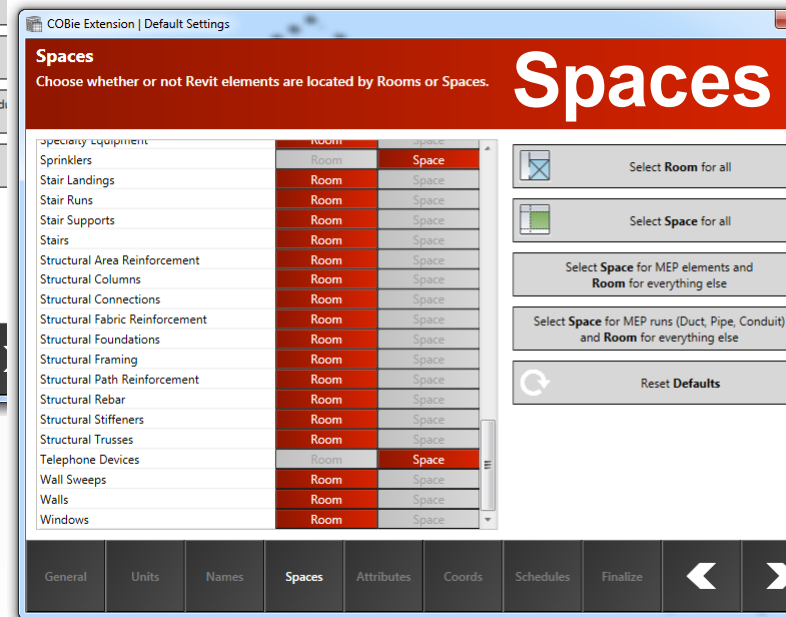 COBie Extension | Default Settings
Spaces
Choose whether or not Revit elements are located by Rooms or Spaces.
Spaces
Specialty Equipment Room Space
Sprinklers Room Space
Stair Landings Room Space
Stair Runs Room Space
Stair Supports Room Space
Stairs Room Space
Structural Area Reinforcement Room Space
Structural Columns Room Space
Structural Connections Room Space
Structural Fabric Reinforcement Room Space
Structural Foundations Room Space
Structural Framing Room Space
Structural Path Reinforcement Room Space
Structural Rebar Room Space
Structural Stiffeners Room Space
Structural Trusses Room Space
Telephone Devices Room Space
Wall Sweeps Room Space
Walls Room Space
Windows Room Space
Select Room for all
Select Space for all
Select Space for MEP elements and
Room for everything else
Select Space for MEP runs (Duct, Pipe, Conduit)
and Room for everything else
Reset Defaults
General Units Names Spaces Attributes Coords Schedules Finalize